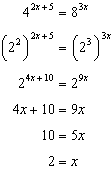 4^{2x+5} = 8^{3x}
(2^2)^{2x+5} = (2^3)^{3x}
2^{4x+10} = 2^{9x}
4x + 10 = 9x
10 = 5x
2 = x